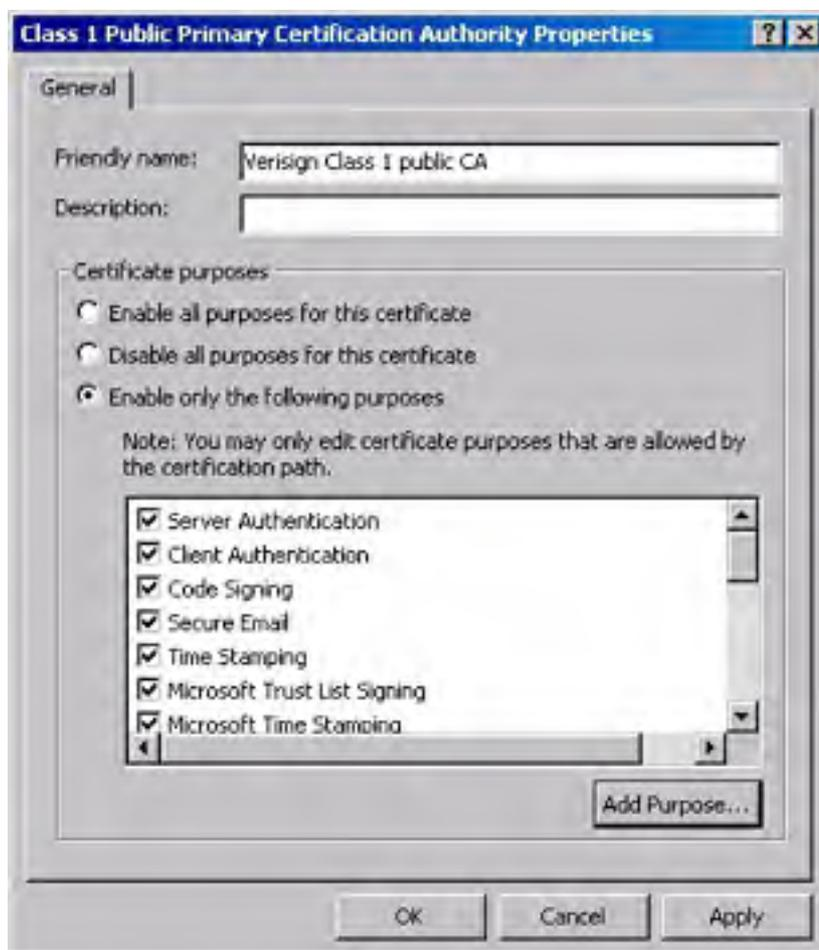 Class 1 Public Primary Certification Authority Properties
General
Friendly name: Verisign Class 1 public CA
Description:
Certificate purposes
Enable all purposes for this certificate
Disable all purposes for this certificate
Enable only the following purposes
Note: You may only edit certificate purposes that are allowed by
the certification path.
Server Authentication
Client Authentication
Code Signing
Secure Email
Time Stamping
Microsoft Trust List Signing
Microsoft Time Stamping
Add Purpose...
OK Cancel Apply